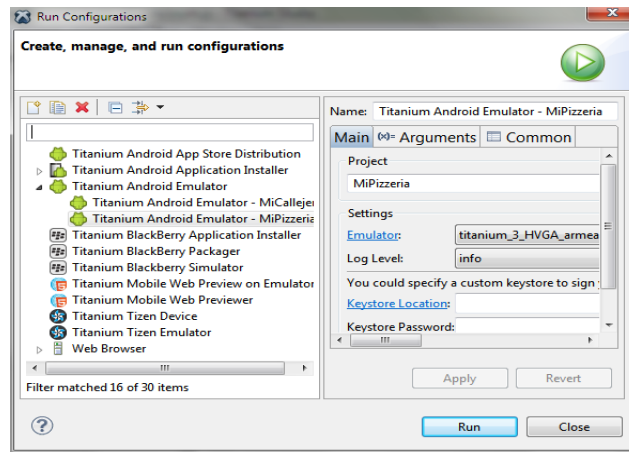 Run Configurations
Create, manage, and run configurations
Titanium Android App Store Distribution
Titanium Android Application Installer
Titanium Android Emulator
Titanium Android Emulator - MiCalleje
Titanium Android Emulator - MiPizzeria
Titanium BlackBerry Application Installer
Titanium BlackBerry Packager
Titanium Blackberry Simulator
Titanium Mobile Web Preview on Emulator
Titanium Mobile Web Previewer
Titanium Tizen Device
Titanium Tizen Emulator
Web Browser
Filter matched 16 of 30 items
Name: Titanium Android Emulator - MiPizzeria
Main (x)= Arguments Common
Project
MiPizzeria
Settings
Emulator: titanium_3_HVGA_armea
Log Level: info
You could specify a custom keystore to sign
Keystore Location:
Keystore Password:
Apply Revert
Run Close